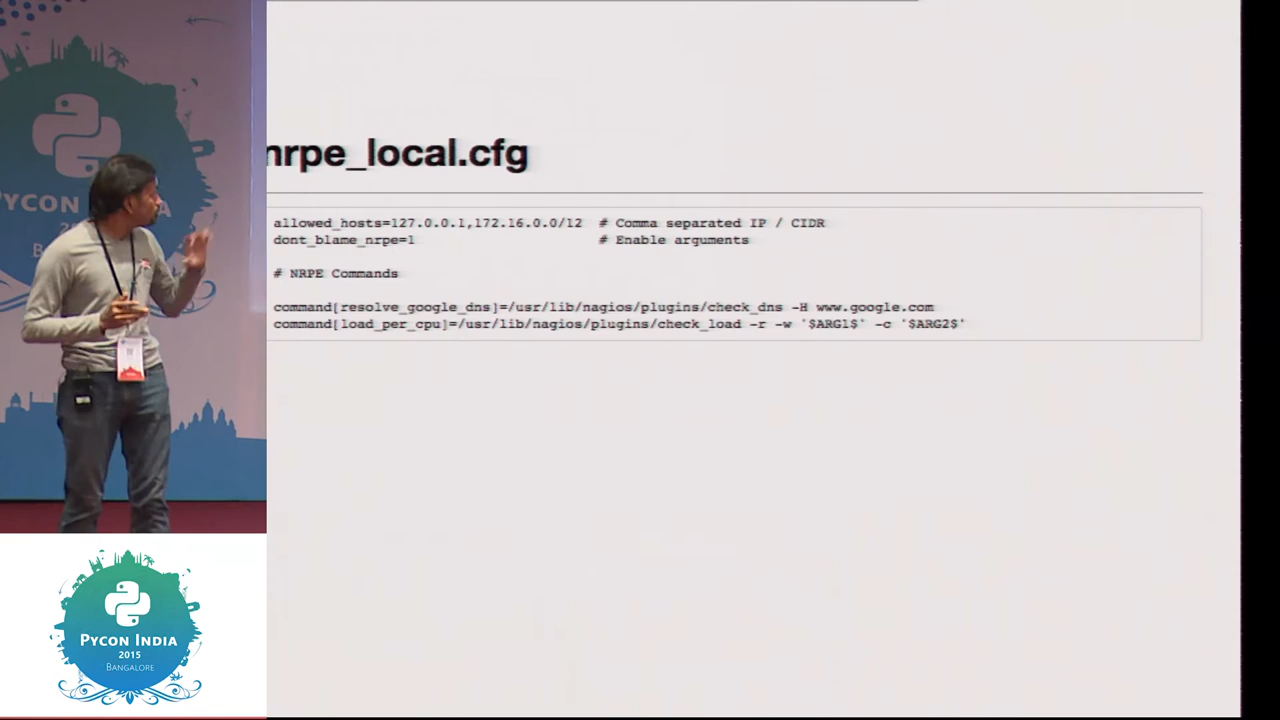 nrpe_local.cfg
allowed_hosts=127.0.0.1,172.16.0.0/12  # Comma separated IP / CIDR
dont_blame_nrpe=1                      # Enable arguments
# NRPE Commands
command[resolve_google_dns]=/usr/lib/nagios/plugins/check_dns -H www.google.com
command[load_per_cpu]=/usr/lib/nagios/plugins/check_load -r -w '$ARG1$' -c '$ARG2$'
PYCON INDIA
2015
BANGALORE